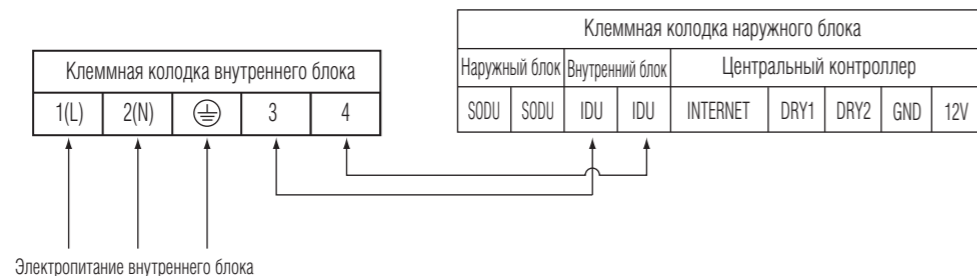 Клеммная колодка наружного блока
Клеммная колодка внутреннего блока
Наружный блок Внутренний блок Центральный контроллер
1(L) 2(N) 3 4
SODU SODU IDU IDU INTERNET DRY1 DRY2 GND 12V
Электропитание внутреннего блока